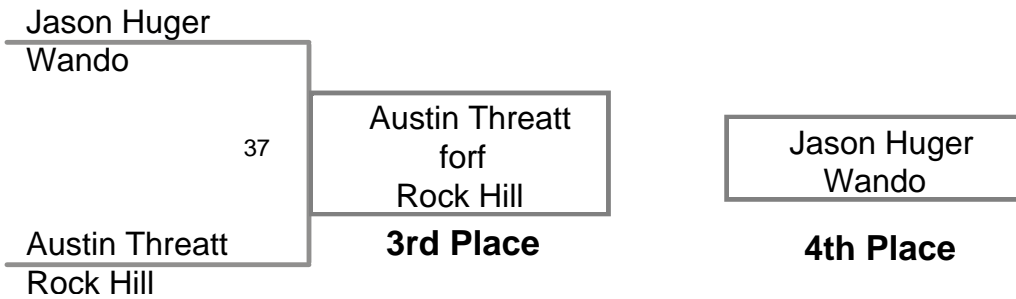 Jason Huger
Wando
37
Austin Threatt
Rock Hill
Austin Threatt
forf
Rock Hill
3rd Place
Jason Huger
Wando
4th Place